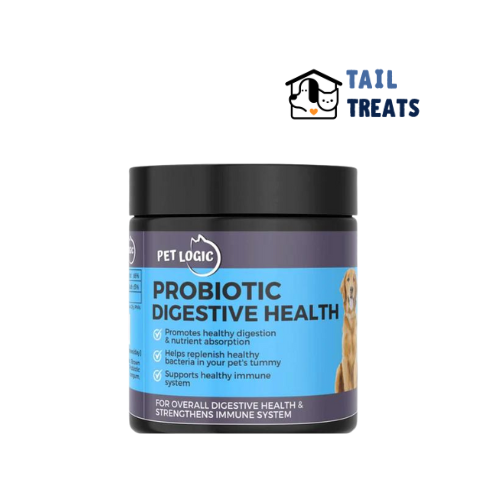 TAIL
TREATS
PET LOGIC
PROBIOTIC
DIGESTIVE HEALTH
Promotes healthy digestion
& nutrient absorption
Helps replenish healthy
bacteria in your pet's tummy
Supports healthy immune
system
FOR OVERALL DIGESTIVE HEALTH &
STRENGTHENS IMMUNE SYSTEM